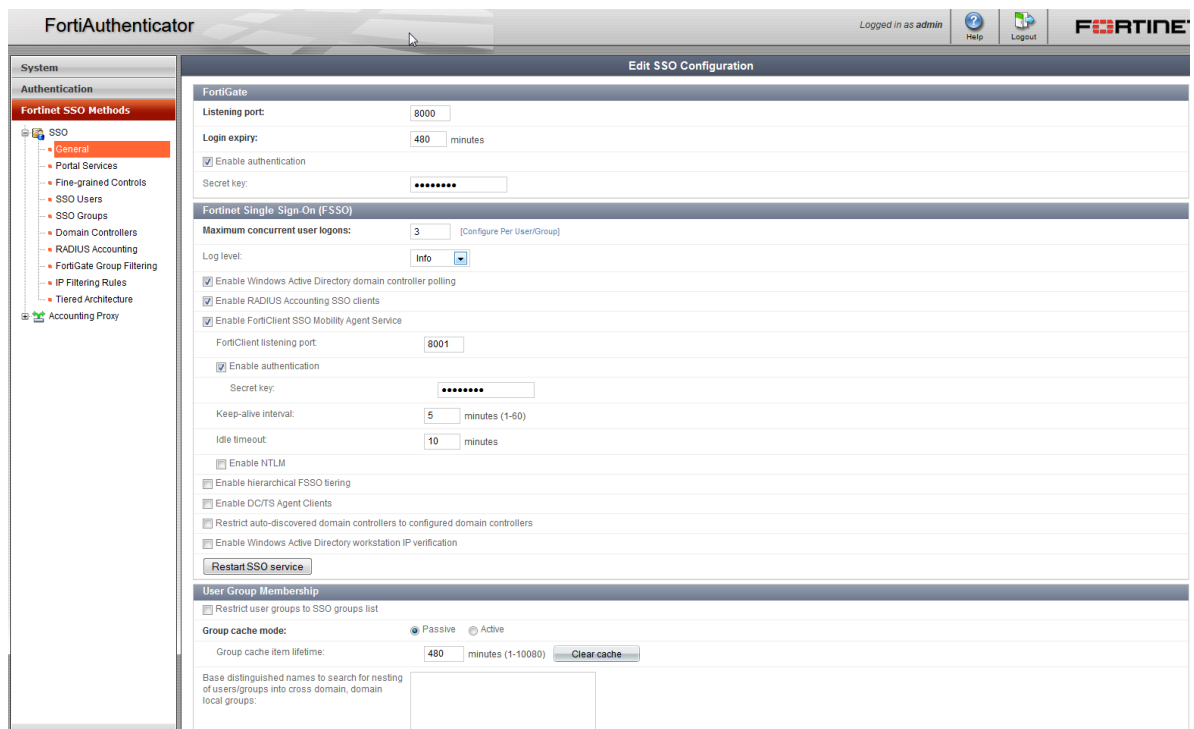 FortiAuthenticator
Logged in as admin
Help
Logout
FORTINET
System
Authentication
Fortinet SSO Methods
SSO
General
Portal Services
Fine-grained Controls
SSO Users
SSO Groups
Domain Controllers
RADIUS Accounting
FortiGate Group Filtering
IP Filtering Rules
Tiered Architecture
Accounting Proxy
Edit SSO Configuration
FortiGate
Listening port: 8000
Login expiry: 480 minutes
Enable authentication
Secret key: ••••••••
Fortinet Single Sign-On (FSSO)
Maximum concurrent user logons: 3 [Configure Per User/Group]
Log level: Info
Enable Windows Active Directory domain controller polling
Enable RADIUS Accounting SSO clients
Enable FortiClient SSO Mobility Agent Service
FortiClient listening port: 8001
Enable authentication
Secret key: ••••••••
Keep-alive interval: 5 minutes (1-60)
Idle timeout: 10 minutes
Enable NTLM
Enable hierarchical FSSO tiering
Enable DC/TS Agent Clients
Restrict auto-discovered domain controllers to configured domain controllers
Enable Windows Active Directory workstation IP verification
Restart SSO service
User Group Membership
Restrict user groups to SSO groups list
Group cache mode: Passive Active
Group cache item lifetime: 480 minutes (1-10080) Clear cache
Base distinguished names to search for nesting
of users/groups into cross domain, domain
local groups: